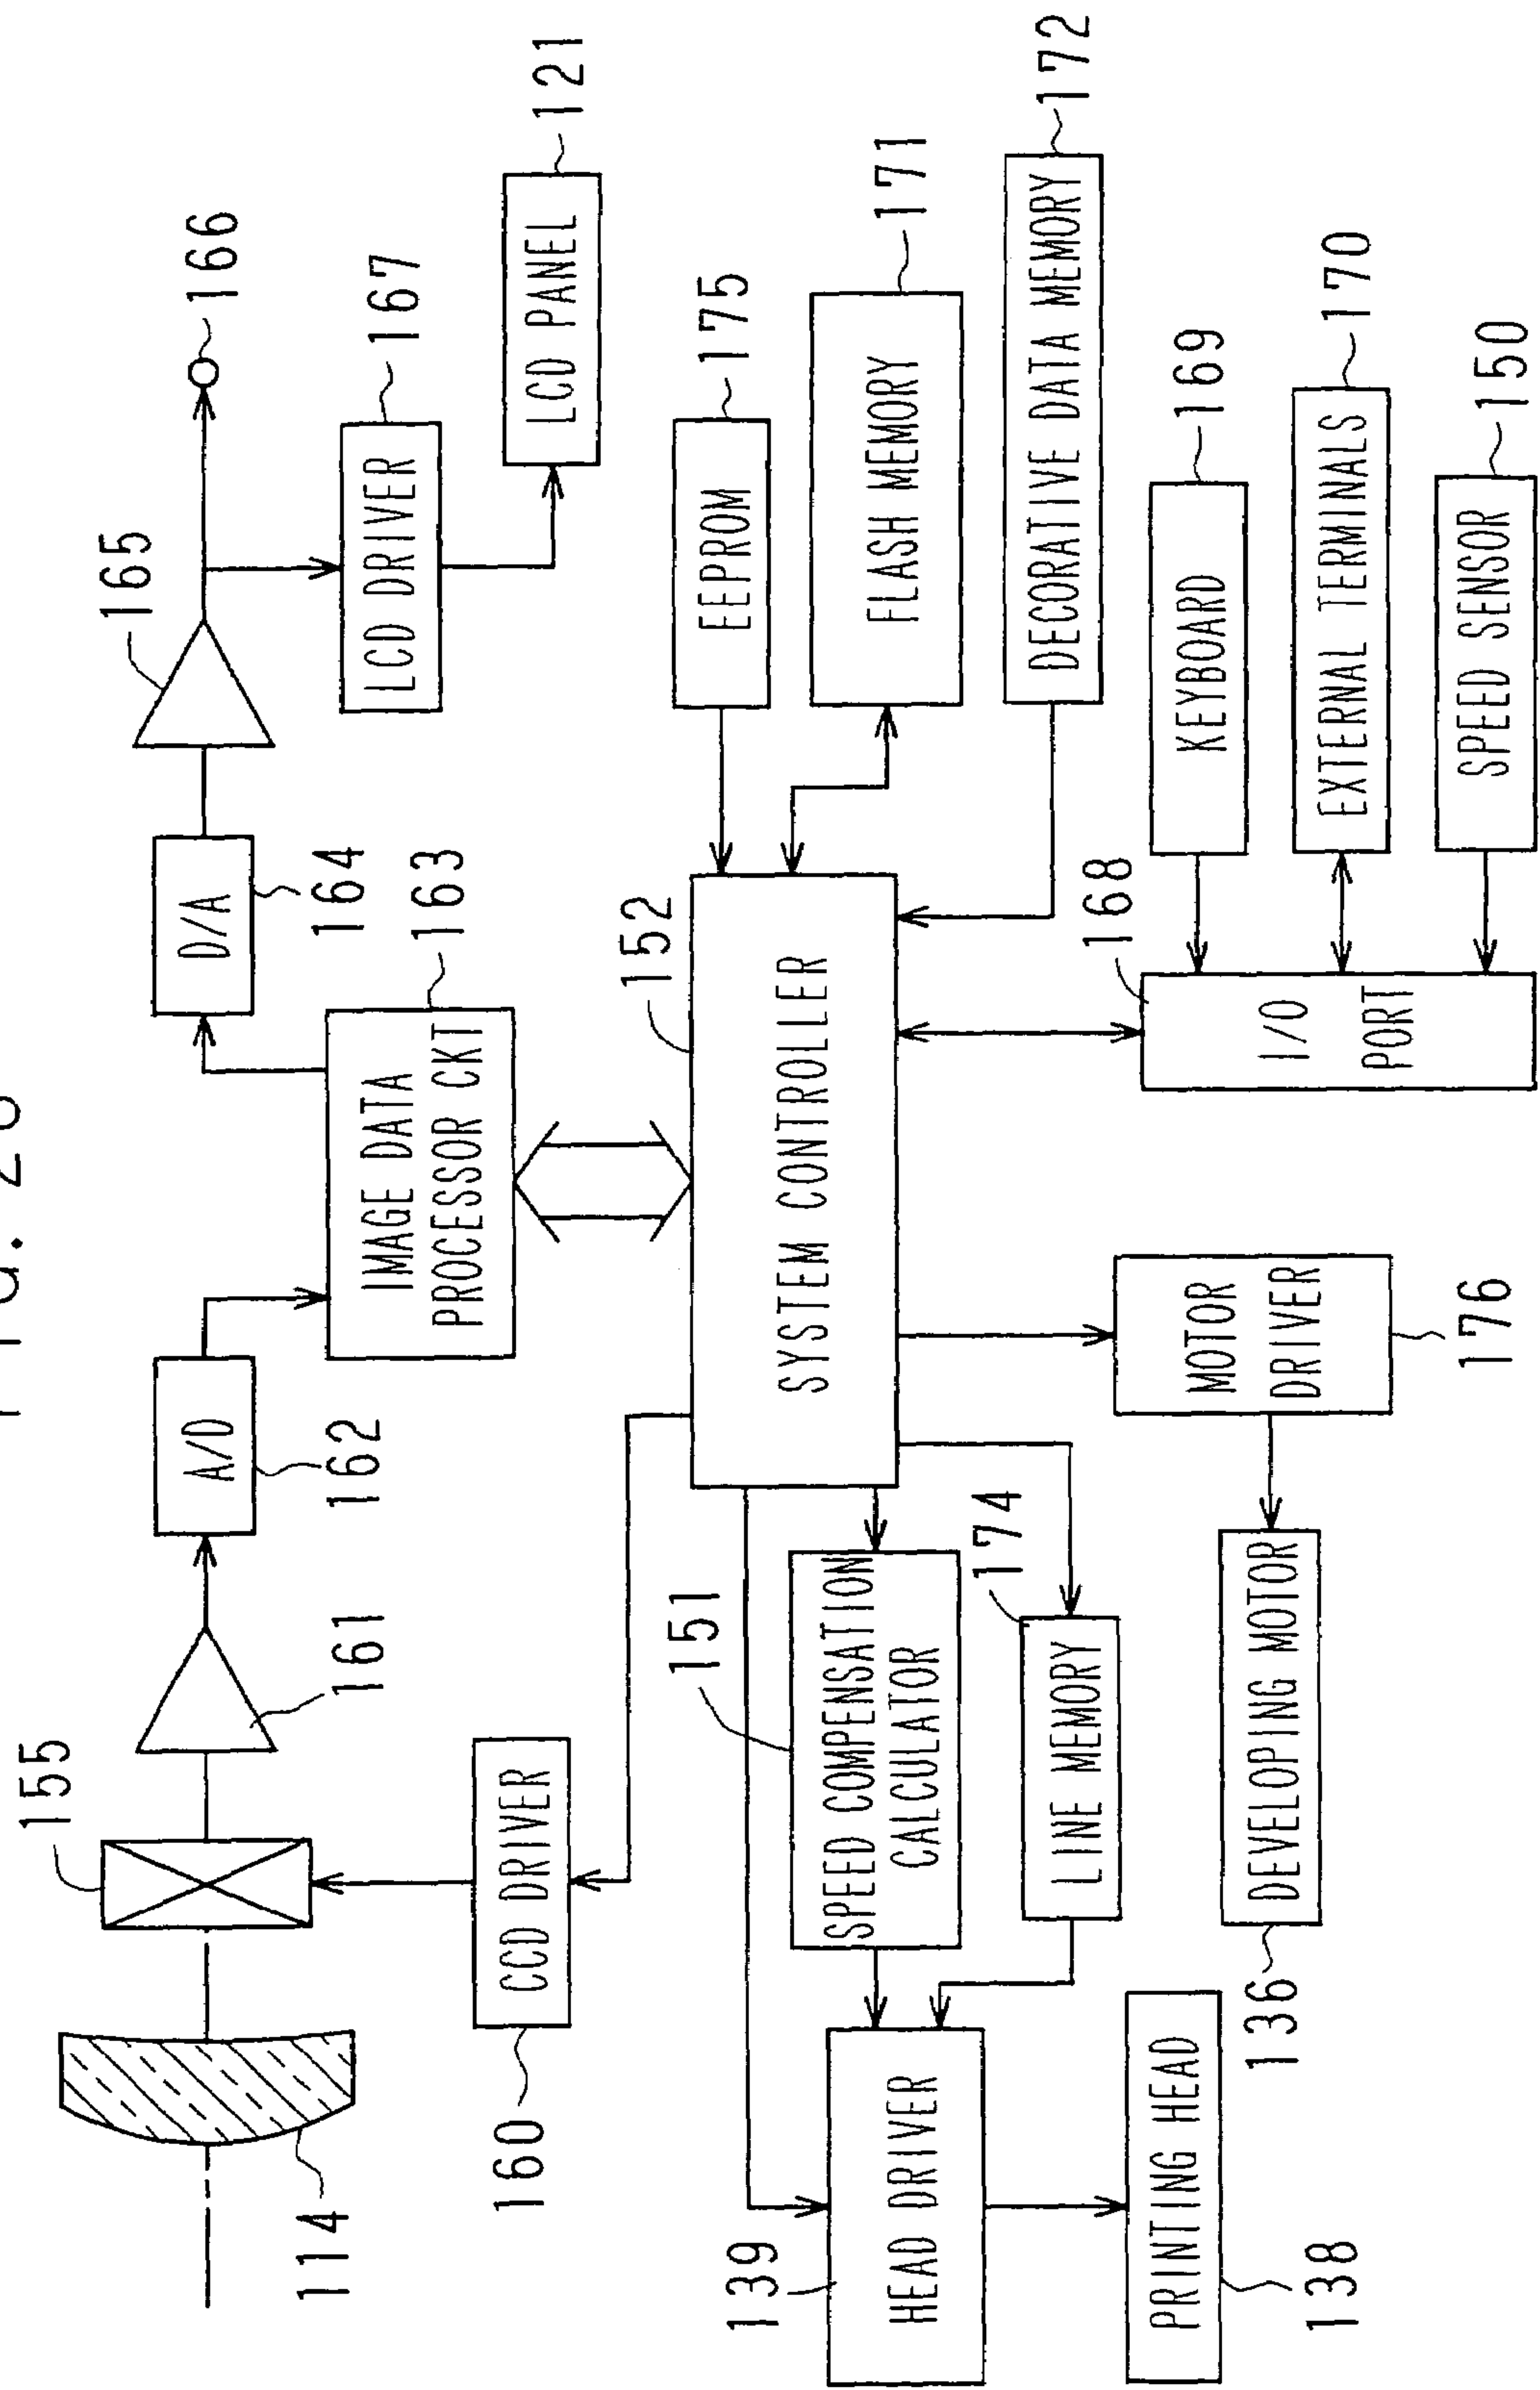 155
161
A/D
162
D/A
164
165
166
114
160
CCD DRIVER
IMAGE DATA
PROCESSOR CKT
163
LCD DRIVER
167
LCD PANEL
121
152
SYSTEM CONTROLLER
EEPROM
175
FLASH MEMORY
171
DECORATIVE DATA MEMORY
172
139
HEAD DRIVER
151
SPEED COMPENSATION
CALCULATOR
174
LINE MEMORY
PRINTING HEAD
138
136
DEVELOPING MOTOR
MOTOR
DRIVER
176
168
I/O
PORT
KEYBOARD
169
EXTERNAL TERMINALS
170
SPEED SENSOR
150